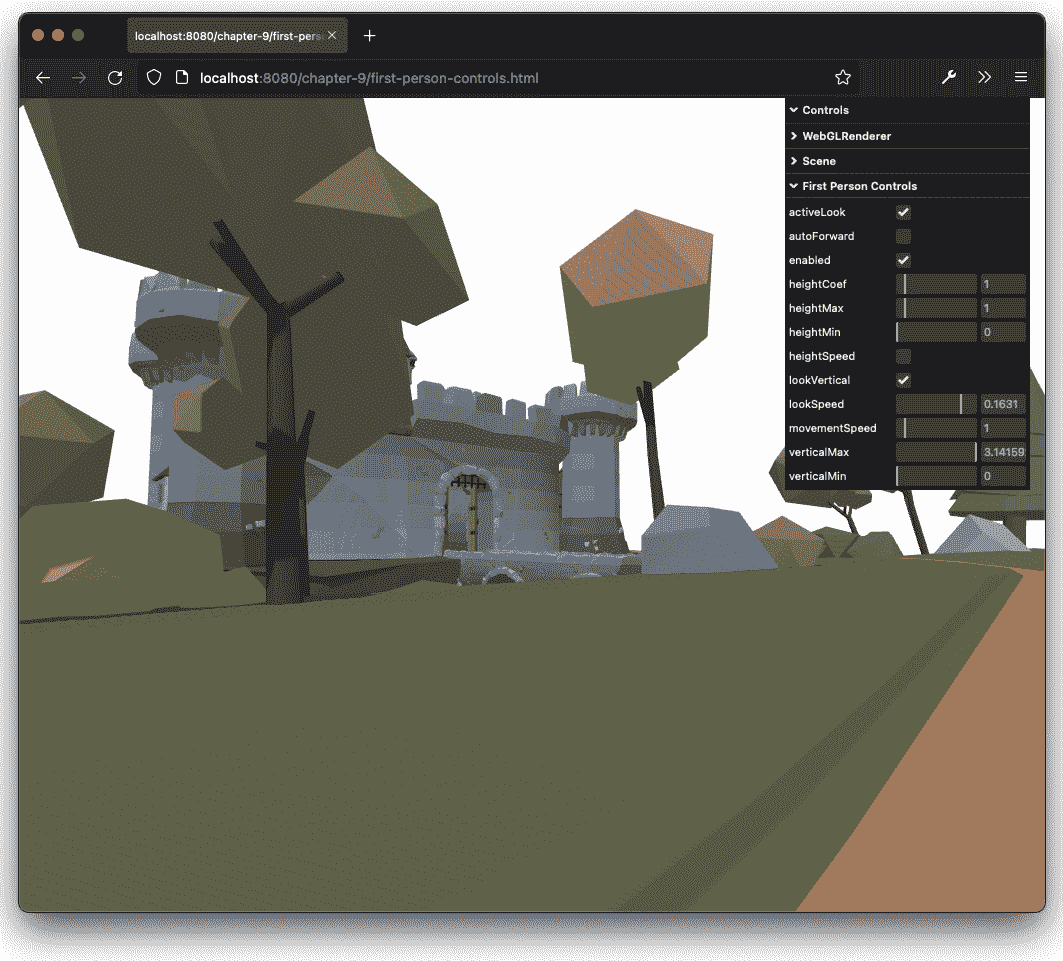 localhost:8080/chapter-9/first-pers
localhost:8080/chapter-9/first-person-controls.html
Controls
WebGLRenderer
Scene
First Person Controls
activeLook
autoForward
enabled
heightCoef 1
heightMax 1
heightMin 0
heightSpeed
lookVertical
lookSpeed 0.1631
movementSpeed 1
verticalMax 3.14159
verticalMin 0